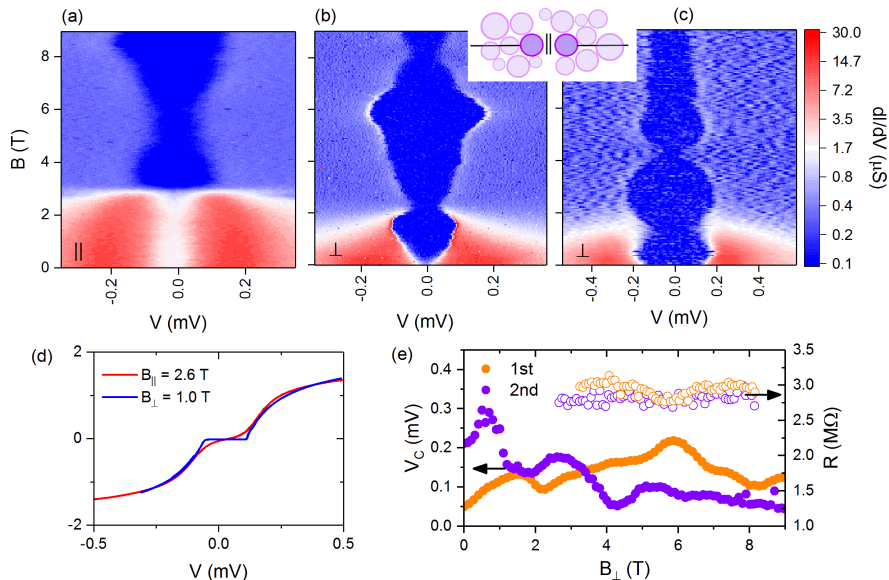 (a)
(b)
(c)
B (T)
8
6
4
2
0
||
-0.2
0.0
0.2
V (mV)
⊥
-0.2
0.0
0.2
V (mV)
||
⊥
-0.4
-0.2
0.0
0.2
0.4
V (mV)
30.0
14.7
7.2
3.5
1.7
0.8
0.4
0.2
0.1
dI/dV (µS)
(d)
2
0
-2
B|| = 2.6 T
B⊥ = 1.0 T
-0.5
0.0
0.5
V (mV)
(e)
1st
2nd
0.4
0.3
0.2
0.1
0.0
V_C (mV)
3.5
3.0
2.5
2.0
1.5
1.0
R (MΩ)
0
2
4
6
8
B⊥ (T)